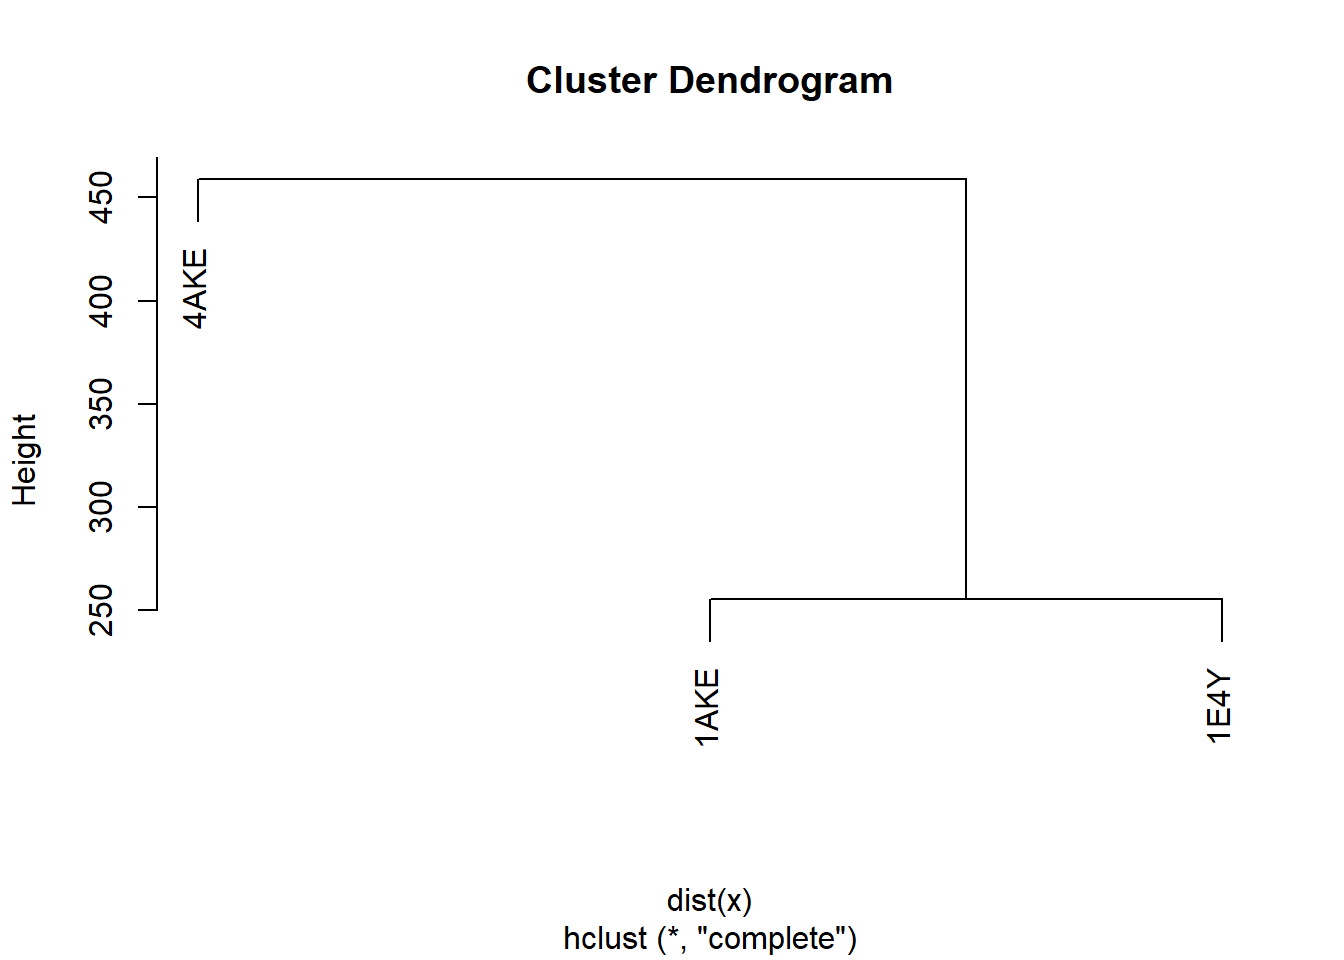 Cluster Dendrogram
Height
450
400
350
300
250
4AKE
1AKE
1E4Y
dist(x)
hclust (*, "complete")